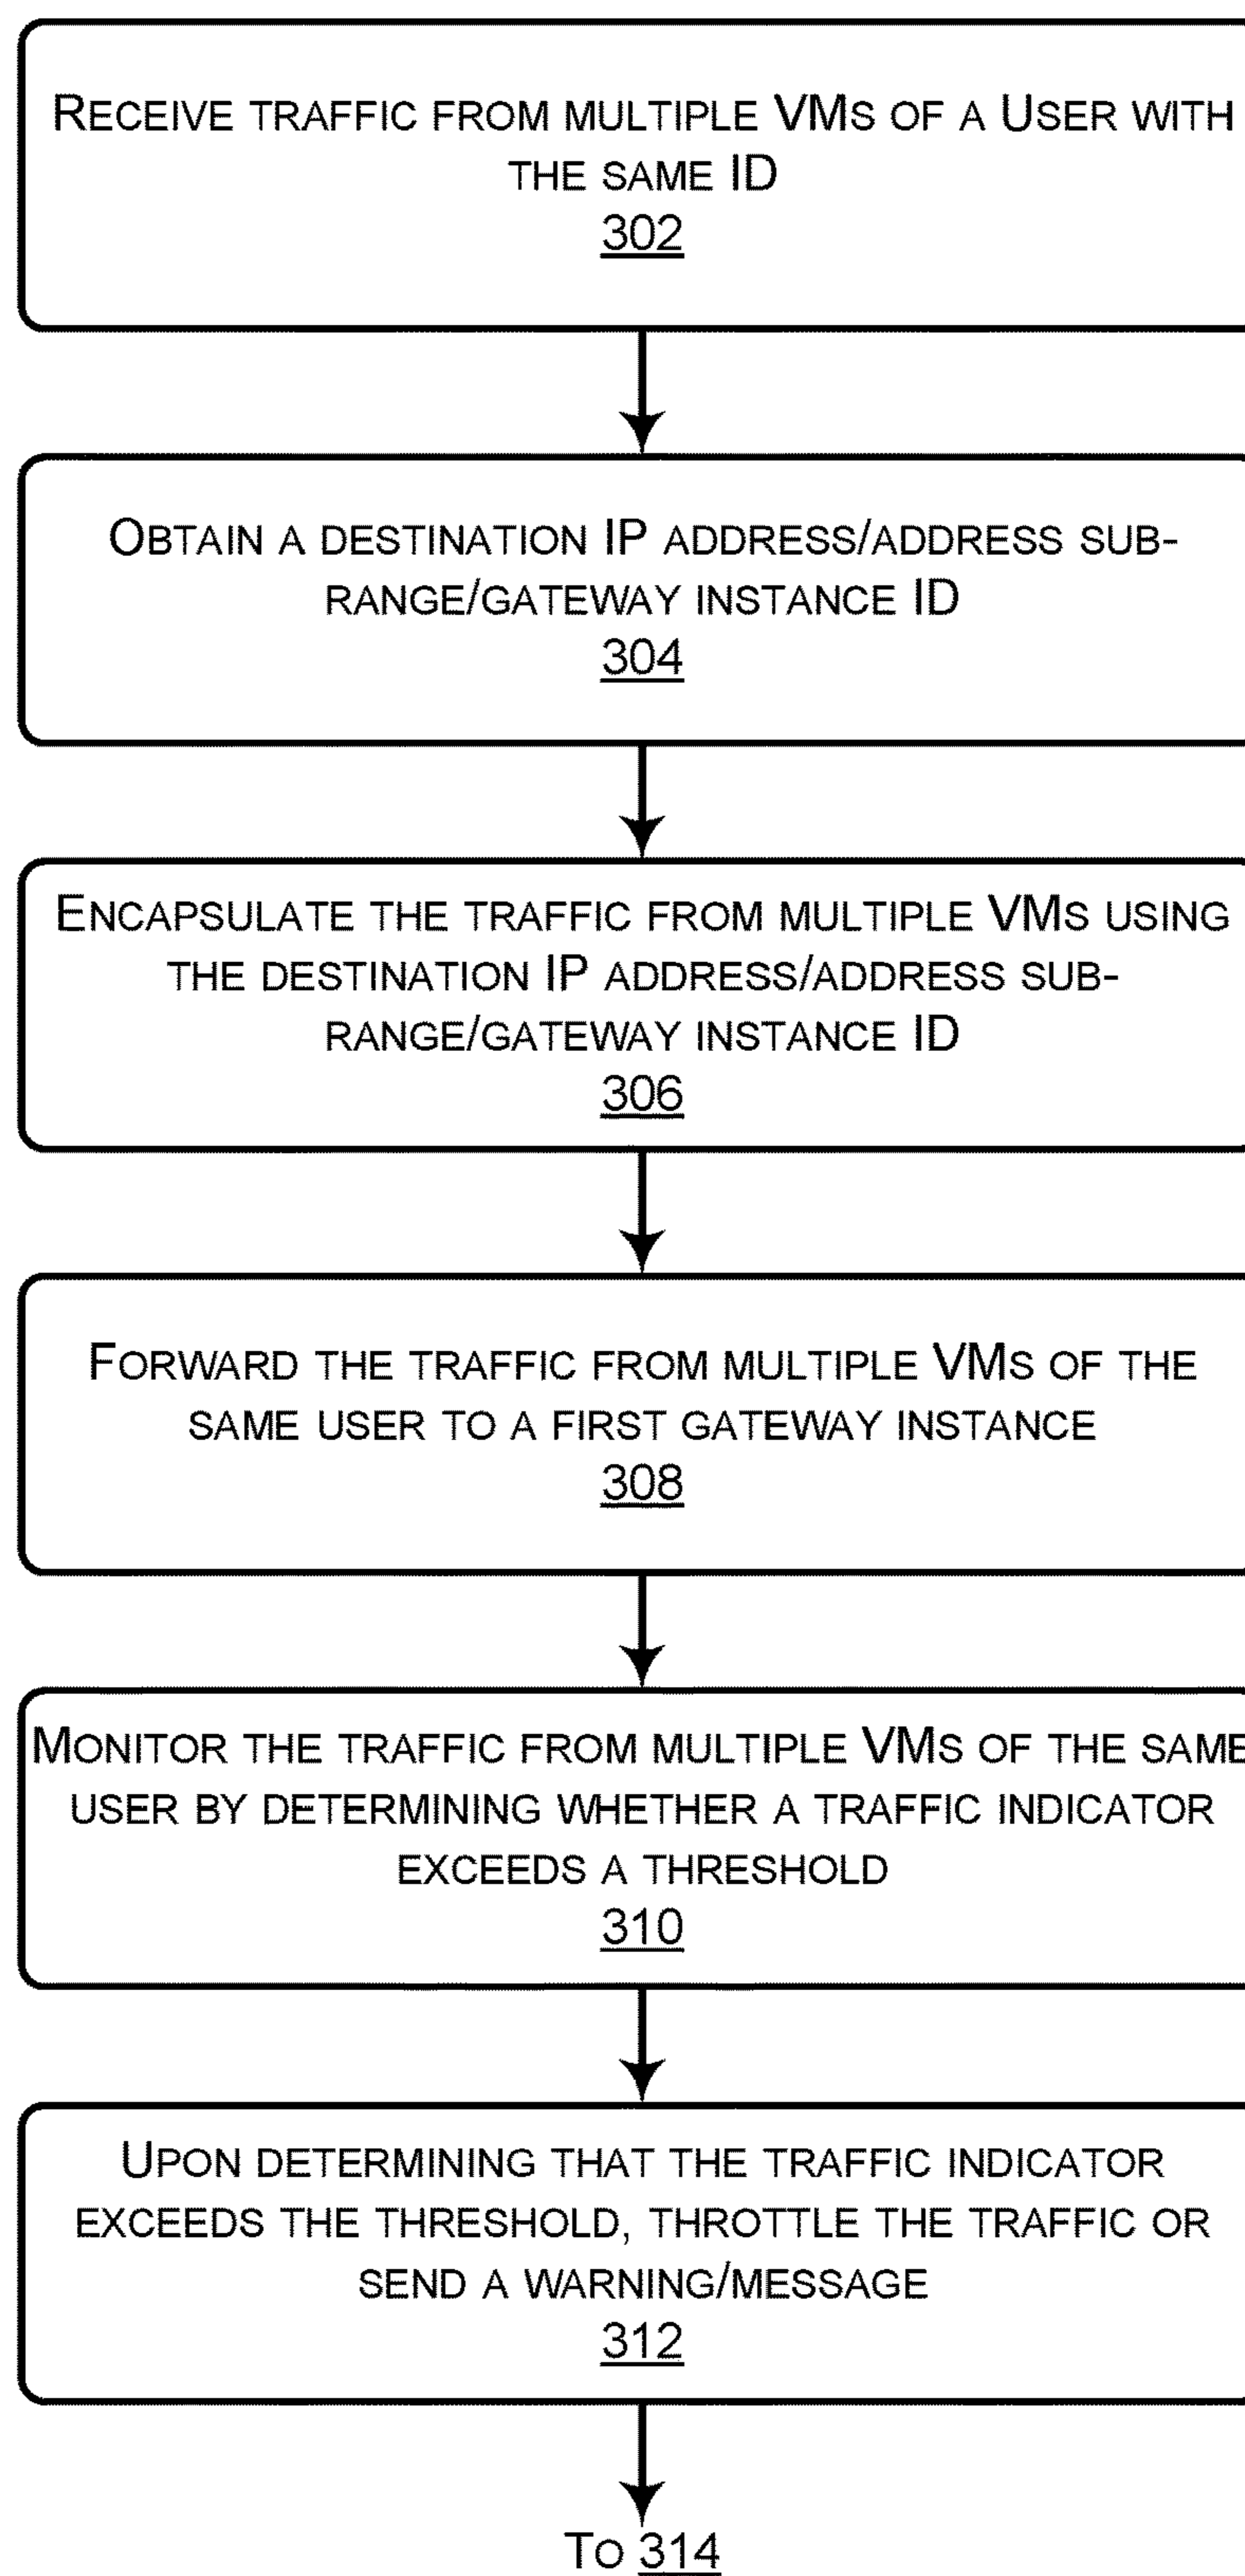 RECEIVE TRAFFIC FROM MULTIPLE VMS OF A USER WITH
THE SAME ID
302
OBTAIN A DESTINATION IP ADDRESS/ADDRESS SUB-
RANGE/GATEWAY INSTANCE ID
304
ENCAPSULATE THE TRAFFIC FROM MULTIPLE VMS USING
THE DESTINATION IP ADDRESS/ADDRESS SUB-
RANGE/GATEWAY INSTANCE ID
306
FORWARD THE TRAFFIC FROM MULTIPLE VMS OF THE
SAME USER TO A FIRST GATEWAY INSTANCE
308
MONITOR THE TRAFFIC FROM MULTIPLE VMS OF THE SAME
USER BY DETERMINING WHETHER A TRAFFIC INDICATOR
EXCEEDS A THRESHOLD
310
UPON DETERMINING THAT THE TRAFFIC INDICATOR
EXCEEDS THE THRESHOLD, THROTTLE THE TRAFFIC OR
SEND A WARNING/MESSAGE
312
TO 314